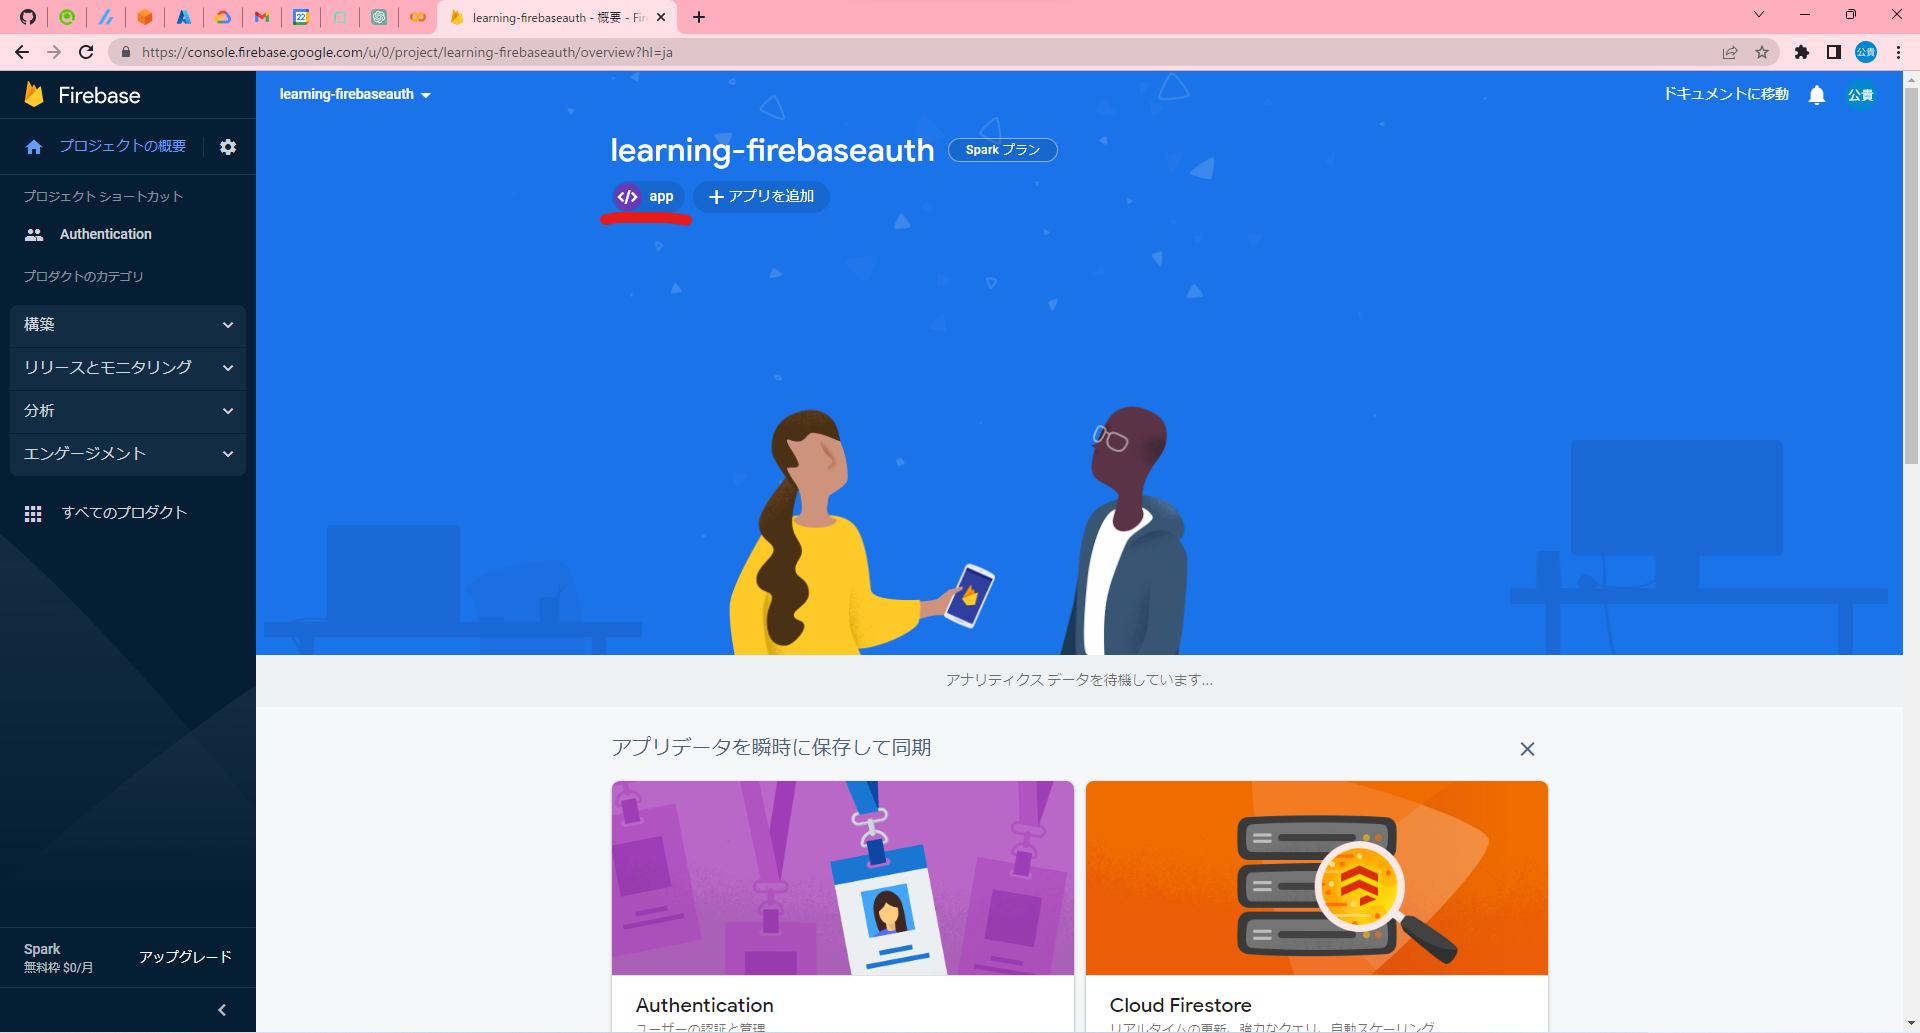 learning-firebaseauth - 概要 - Fir
https://console.firebase.google.com/u/0/project/learning-firebaseauth/overview?hl=ja
公貴
Firebase
learning-firebaseauth
ドキュメントに移動
公貴
プロジェクトの概要
learning-firebaseauth
Spark プラン
プロジェクト ショートカット
app
アプリを追加
Authentication
プロダクトのカテゴリ
構築
リリースとモニタリング
分析
エンゲージメント
すべてのプロダクト
アナリティクス データを待機しています...
アプリデータを瞬時に保存して同期
Spark
無料枠 $0/月
アップグレード
Authentication
ユーザーの認証と管理
Cloud Firestore
リアルタイムの更新、強力なクエリ、自動スケーリング